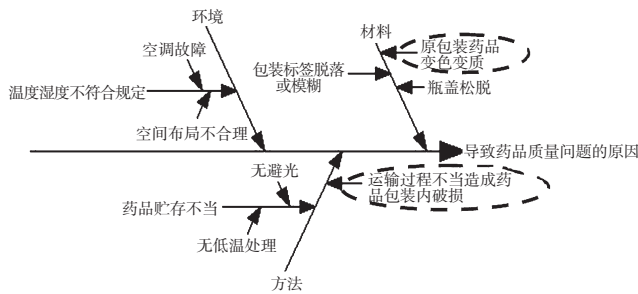 环境
材料
空调故障
原包装药品
变色变质
包装标签脱落
或模糊
温度湿度不符合规定
瓶盖松脱
空间布局不合理
导致药品质量问题的原因
无避光
运输过程不当造成药
品包装内破损
药品贮存不当
无低温处理
方法